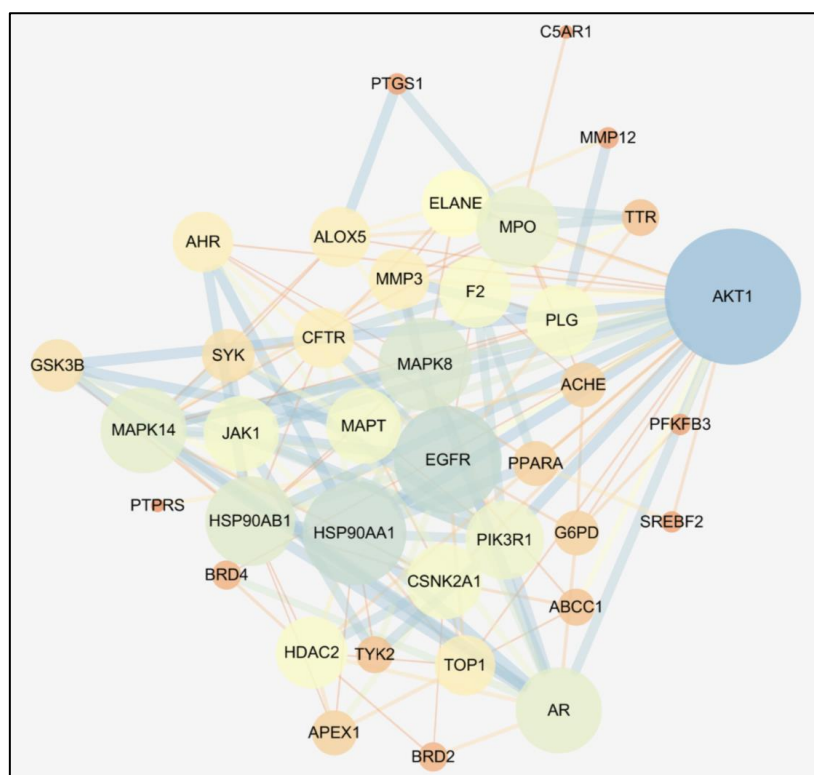 C5AR1
PTGS1
MMP12
ELANE
TTR
MPO
AHR
ALOX5
MMP3
F2
AKT1
PLG
CFTR
SYK
GSK3B
MAPK8
ACHE
PFKFB3
MAPK14
JAK1
MAPT
EGFR
PPARA
PTPRS
HSP90AB1
HSP90AA1
PIK3R1
G6PD
SREBF2
BRD4
CSNK2A1
ABCC1
HDAC2
TYK2
TOP1
AR
APEX1
BRD2